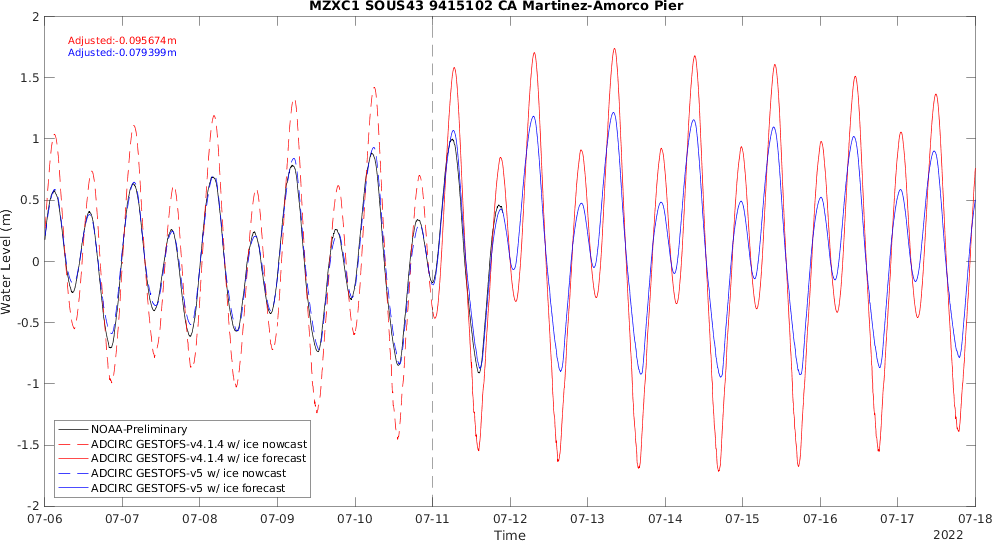 MZXC1 SOUS43 9415102 CA Martinez-Amorco Pier
Adjusted:-0.095674m
Adjusted:-0.079399m
2
1.5
1
0.5
0
-0.5
-1
-1.5
-2
Water Level (m)
NOAA-Preliminary
ADCIRC GESTOFS-v4.1.4 w/ ice nowcast
ADCIRC GESTOFS-v4.1.4 w/ ice forecast
ADCIRC GESTOFS-v5 w/ ice nowcast
ADCIRC GESTOFS-v5 w/ ice forecast
07-06 07-07 07-08 07-09 07-10 07-11 07-12 07-13 07-14 07-15 07-16 07-17 07-18
Time
2022